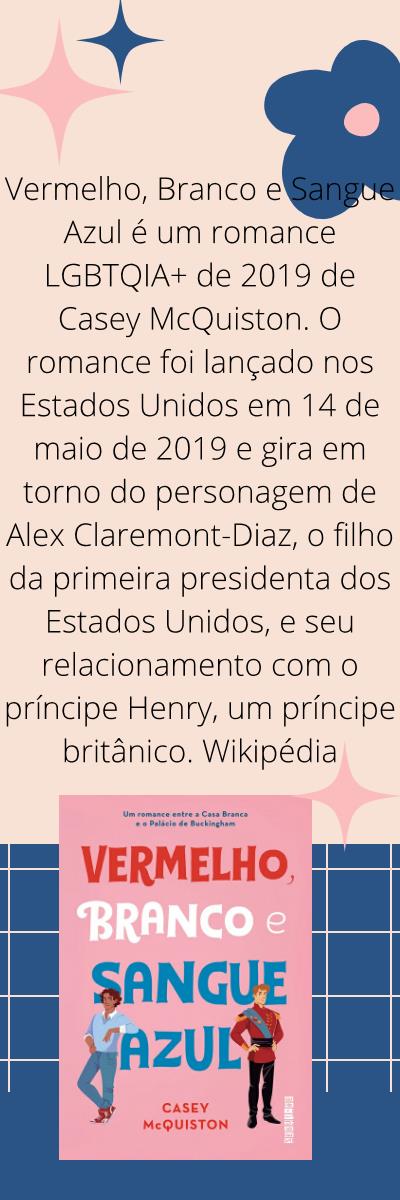 Vermelho, Branco e Sangue
Azul é um romance
LGBTQIA+ de 2019 de
Casey McQuiston. O
romance foi lançado nos
Estados Unidos em 14 de
maio de 2019 e gira em
torno do personagem de
Alex Claremont-Diaz, o filho
da primeira presidenta dos
Estados Unidos, e seu
relacionamento com o
príncipe Henry, um príncipe
britânico. Wikipédia
Um romance entre a Casa Branca
e o Palácio de Buckingham
VERMELHO,
BRANCO e
SANGUE
AZUL
CASEY
McQUISTON